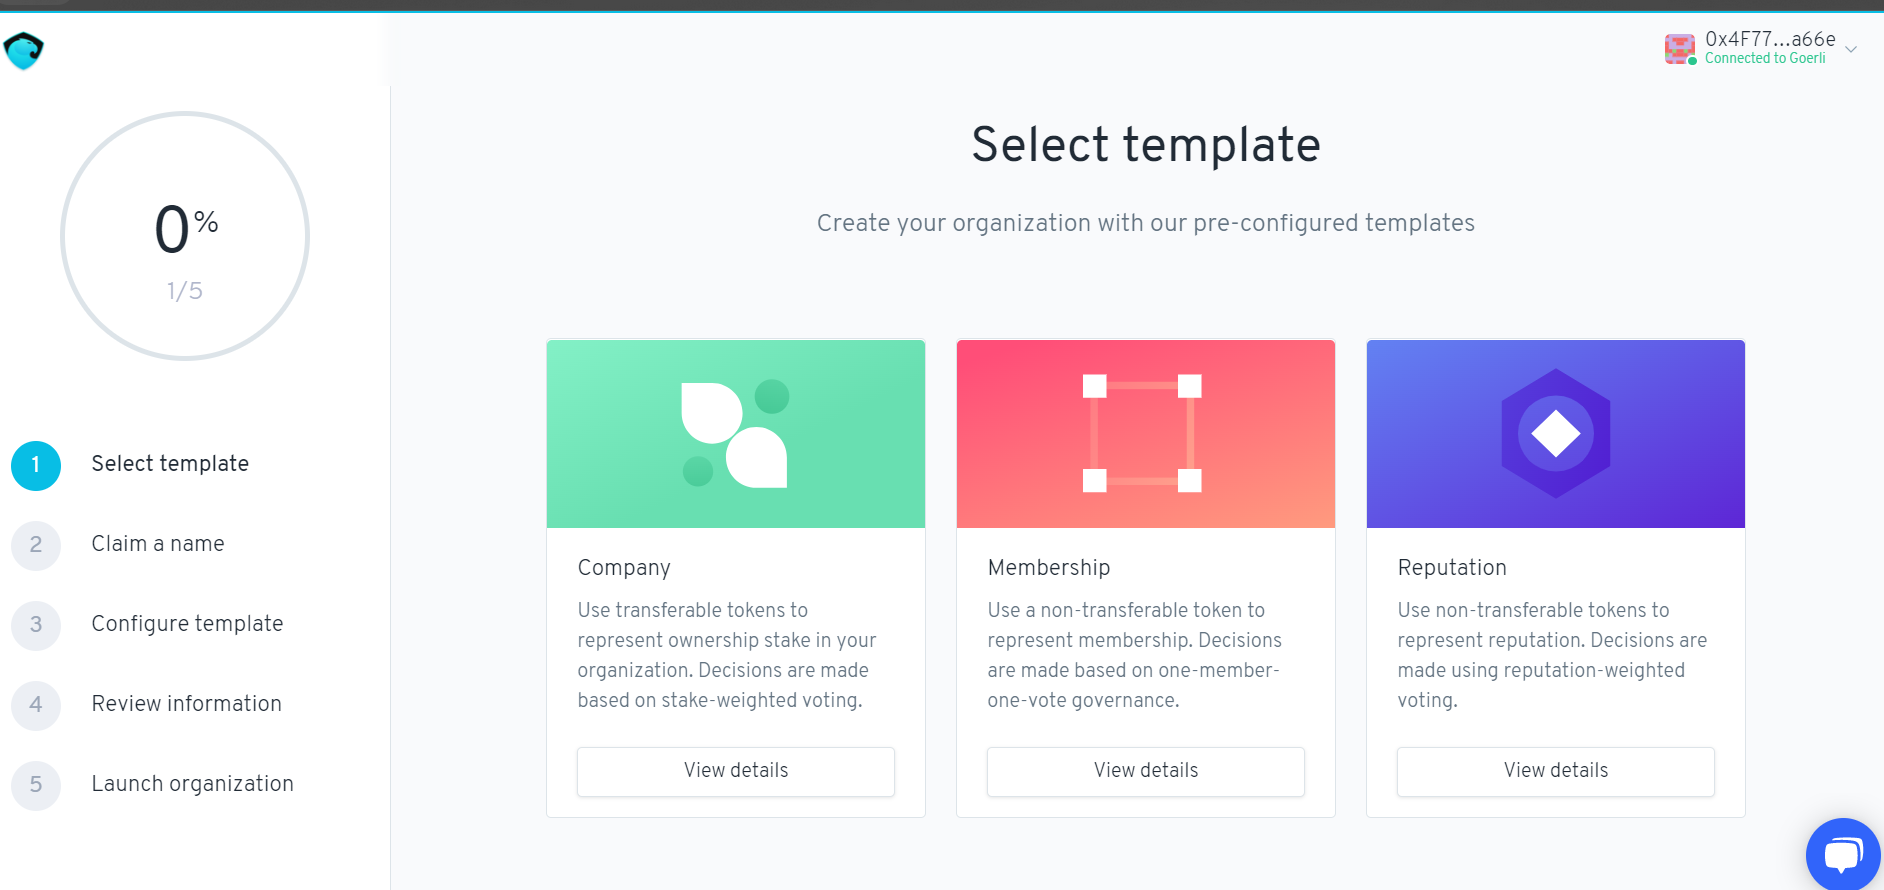 0x4F77...a66e
Connected to Goerli
0%
1/5
1 Select template
2 Claim a name
3 Configure template
4 Review information
5 Launch organization
Select template
Create your organization with our pre-configured templates
Company
Use transferable tokens to
represent ownership stake in your
organization. Decisions are made
based on stake-weighted voting.
View details
Membership
Use a non-transferable token to
represent membership. Decisions
are made based on one-member-
one-vote governance.
View details
Reputation
Use non-transferable tokens to
represent reputation. Decisions are
made using reputation-weighted
voting.
View details